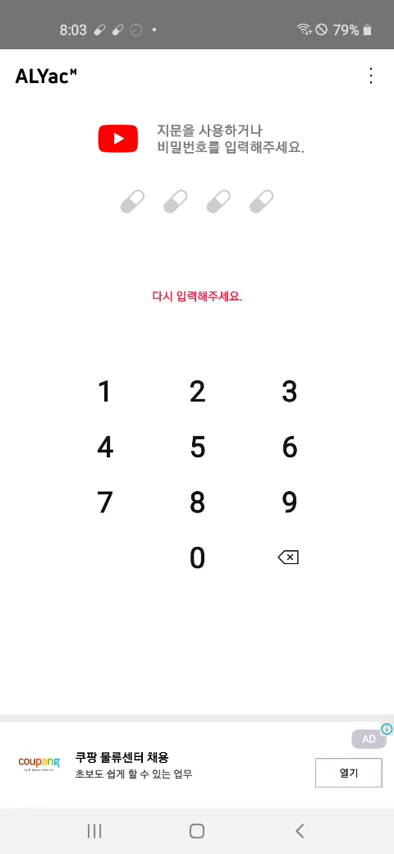 8:03
79%
ALYac M
지문을 사용하거나
비밀번호를 입력해주세요.
다시 입력해주세요.
1 2 3
4 5 6
7 8 9
0
AD
coupang
쿠팡 물류센터 채용
초보도 쉽게 할 수 있는 업무
열기